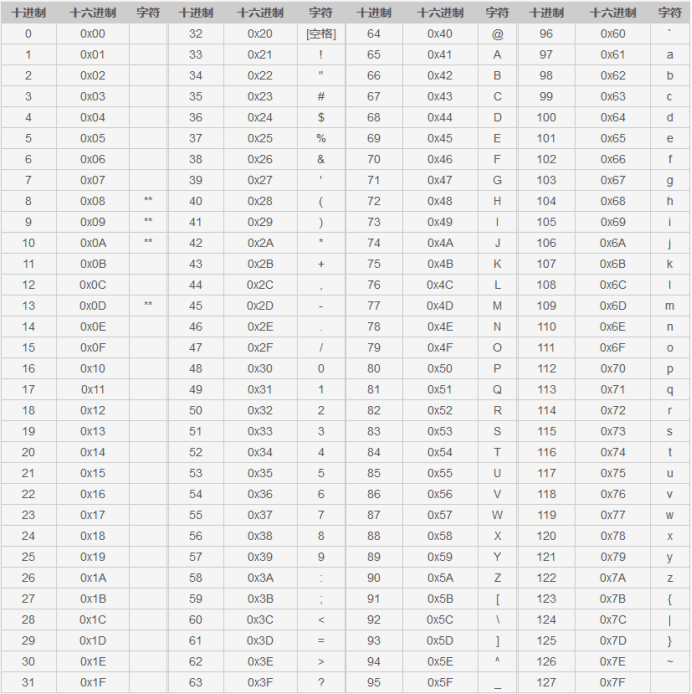 十进制 十六进制 字符 十进制 十六进制 字符 十进制 十六进制 字符 十进制 十六进制 字符
0 0x00 32 0x20 [空格] 64 0x40 @ 96 0x60 `
1 0x01 33 0x21 ! 65 0x41 A 97 0x61 a
2 0x02 34 0x22 " 66 0x42 B 98 0x62 b
3 0x03 35 0x23 # 67 0x43 C 99 0x63 c
4 0x04 36 0x24 $ 68 0x44 D 100 0x64 d
5 0x05 37 0x25 % 69 0x45 E 101 0x65 e
6 0x06 38 0x26 & 70 0x46 F 102 0x66 f
7 0x07 39 0x27 ' 71 0x47 G 103 0x67 g
8 0x08 ** 40 0x28 ( 72 0x48 H 104 0x68 h
9 0x09 ** 41 0x29 ) 73 0x49 I 105 0x69 i
10 0x0A ** 42 0x2A * 74 0x4A J 106 0x6A j
11 0x0B 43 0x2B + 75 0x4B K 107 0x6B k
12 0x0C 44 0x2C , 76 0x4C L 108 0x6C l
13 0x0D ** 45 0x2D - 77 0x4D M 109 0x6D m
14 0x0E 46 0x2E . 78 0x4E N 110 0x6E n
15 0x0F 47 0x2F / 79 0x4F O 111 0x6F o
16 0x10 48 0x30 0 80 0x50 P 112 0x70 p
17 0x11 49 0x31 1 81 0x51 Q 113 0x71 q
18 0x12 50 0x32 2 82 0x52 R 114 0x72 r
19 0x13 51 0x33 3 83 0x53 S 115 0x73 s
20 0x14 52 0x34 4 84 0x54 T 116 0x74 t
21 0x15 53 0x35 5 85 0x55 U 117 0x75 u
22 0x16 54 0x36 6 86 0x56 V 118 0x76 v
23 0x17 55 0x37 7 87 0x57 W 119 0x77 w
24 0x18 56 0x38 8 88 0x58 X 120 0x78 x
25 0x19 57 0x39 9 89 0x59 Y 121 0x79 y
26 0x1A 58 0x3A : 90 0x5A Z 122 0x7A z
27 0x1B 59 0x3B ; 91 0x5B [ 123 0x7B {
28 0x1C 60 0x3C < 92 0x5C \ 124 0x7C |
29 0x1D 61 0x3D = 93 0x5D ] 125 0x7D }
30 0x1E 62 0x3E > 94 0x5E ^ 126 0x7E ~
31 0x1F 63 0x3F ? 95 0x5F _ 127 0x7F